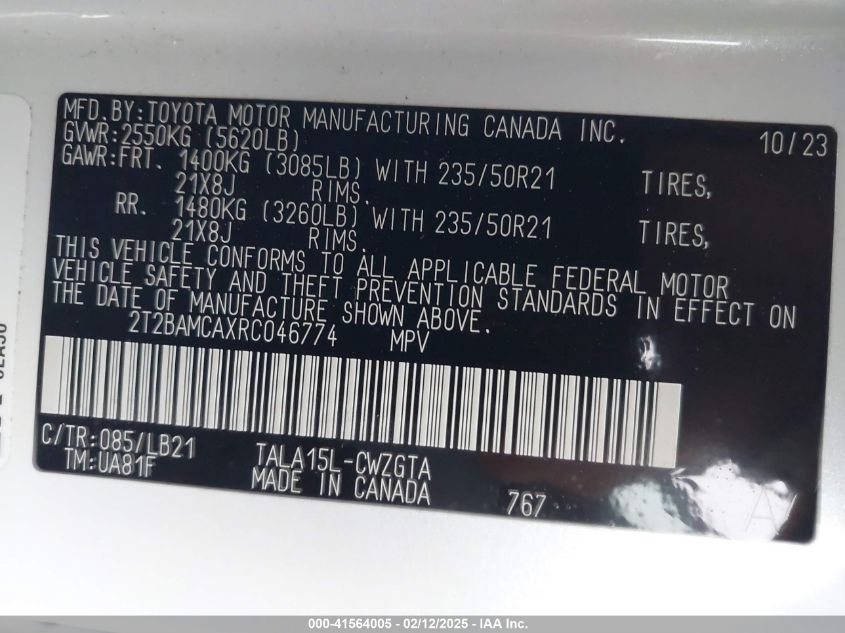 MFD.BY:TOYOTA MOTOR MANUFACTURING CANADA INC. 10/23
GVWR:2550KG (5620LB)
GAWR:FRT. 1400KG (3085LB) WITH 235/50R21 TIRES,
21X8J RIMS.
RR. 1480KG (3260LB) WITH 235/50R21 TIRES,
21X8J RIMS.
THIS VEHICLE CONFORMS TO ALL APPLICABLE FEDERAL MOTOR
VEHICLE SAFETY AND THEFT PREVENTION STANDARDS IN EFFECT ON
THE DATE OF MANUFACTURE SHOWN ABOVE.
2T2BAMCAXRC046774 MPV
C/TR:085/LB21 TALA15L-CWZGTA
TM:UA81F MADE IN CANADA 767
AV
000-41564005 - 02/12/2025 - IAA Inc.